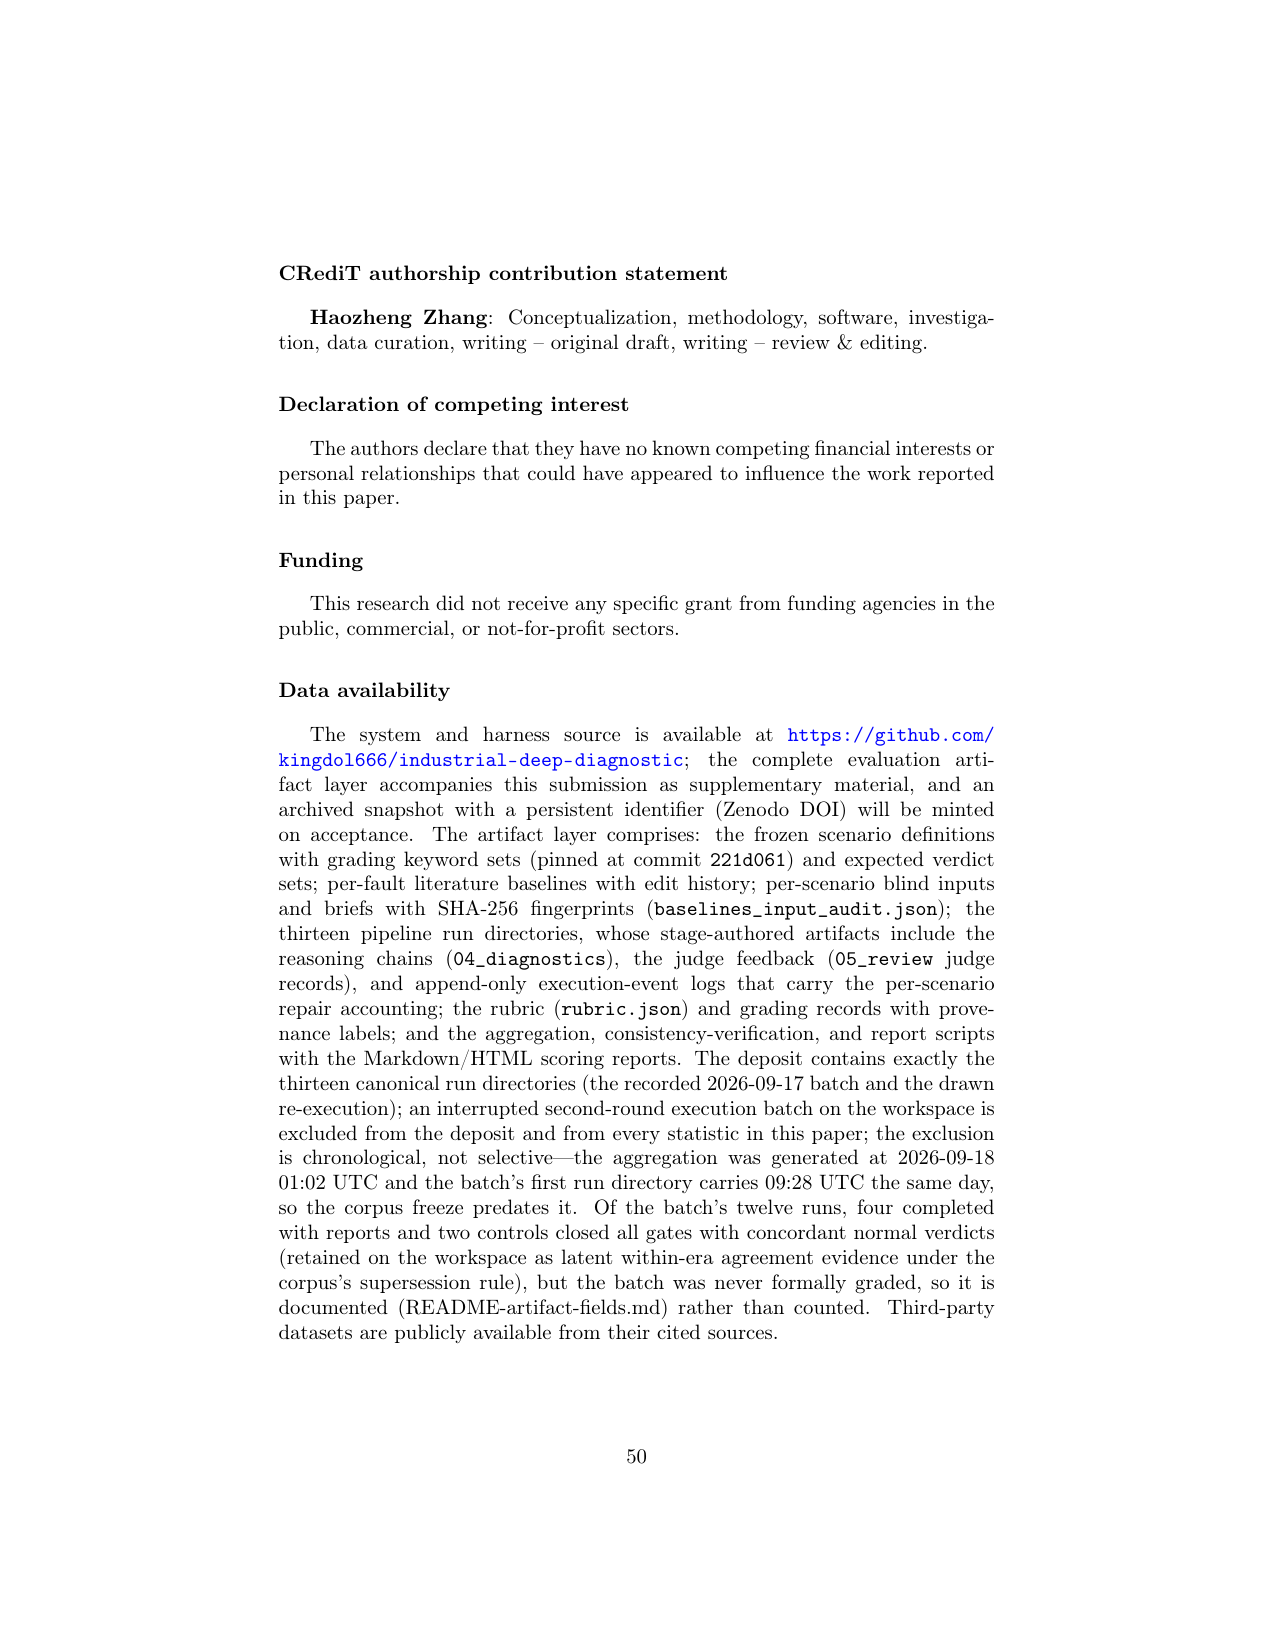 CRediT authorship contribution statement
Haozheng Zhang: Conceptualization, methodology, software, investiga-
tion, data curation, writing – original draft, writing – review & editing.
Declaration of competing interest
The authors declare that they have no known competing financial interests or
personal relationships that could have appeared to influence the work reported
in this paper.
Funding
This research did not receive any specific grant from funding agencies in the
public, commercial, or not-for-profit sectors.
Data availability
The system and harness source is available at https://github.com/
kingdol666/industrial-deep-diagnostic; the complete evaluation arti-
fact layer accompanies this submission as supplementary material, and an
archived snapshot with a persistent identifier (Zenodo DOI) will be minted
on acceptance. The artifact layer comprises: the frozen scenario definitions
with grading keyword sets (pinned at commit 221d061) and expected verdict
sets; per-fault literature baselines with edit history; per-scenario blind inputs
and briefs with SHA-256 fingerprints (baselines_input_audit.json); the
thirteen pipeline run directories, whose stage-authored artifacts include the
reasoning chains (04_diagnostics), the judge feedback (05_review judge
records), and append-only execution-event logs that carry the per-scenario
repair accounting; the rubric (rubric.json) and grading records with prove-
nance labels; and the aggregation, consistency-verification, and report scripts
with the Markdown/HTML scoring reports. The deposit contains exactly the
thirteen canonical run directories (the recorded 2026-09-17 batch and the drawn
re-execution); an interrupted second-round execution batch on the workspace is
excluded from the deposit and from every statistic in this paper; the exclusion
is chronological, not selective—the aggregation was generated at 2026-09-18
01:02 UTC and the batch's first run directory carries 09:28 UTC the same day,
so the corpus freeze predates it. Of the batch's twelve runs, four completed
with reports and two controls closed all gates with concordant normal verdicts
(retained on the workspace as latent within-era agreement evidence under the
corpus's supersession rule), but the batch was never formally graded, so it is
documented (README-artifact-fields.md) rather than counted. Third-party
datasets are publicly available from their cited sources.
50